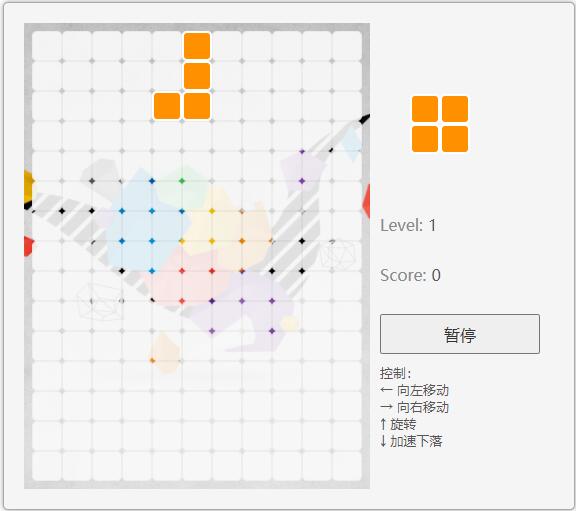 Level: 1
Score: 0
暂停
控制:
← 向左移动
→ 向右移动
↑ 旋转
↓ 加速下落